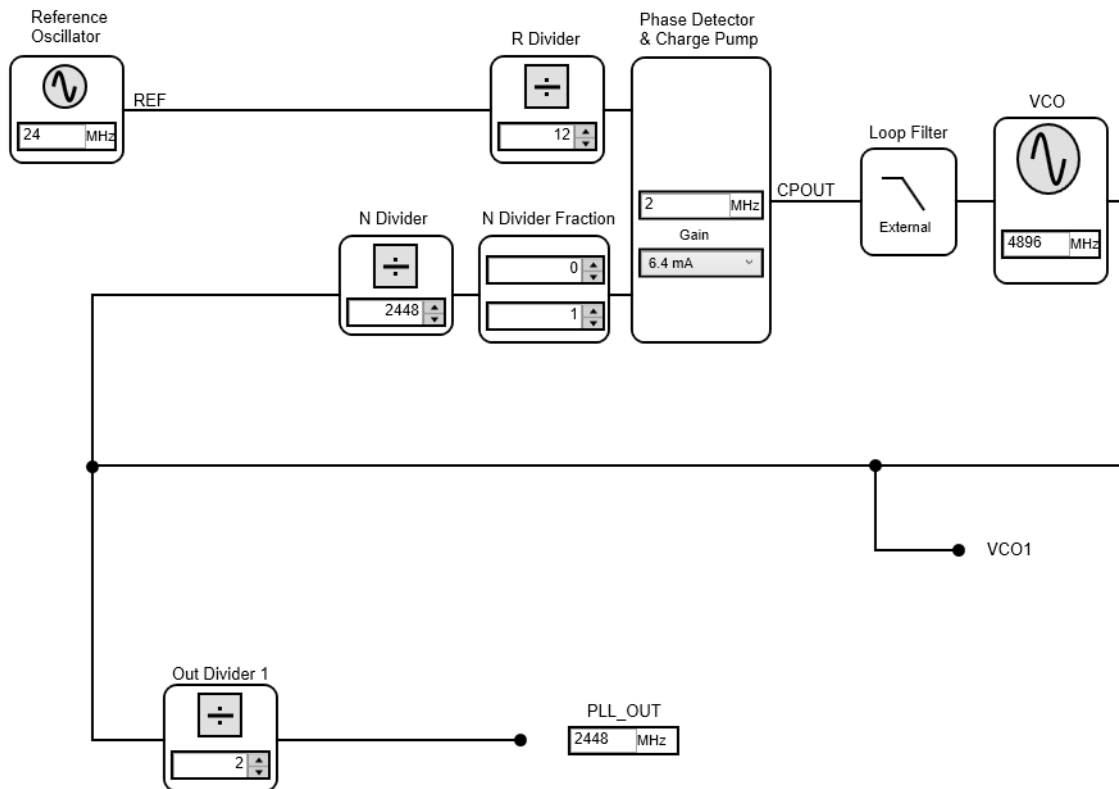 Reference
Oscillator
R Divider
Phase Detector
& Charge Pump
VCO
REF
24 MHz
12
Loop Filter
N Divider
N Divider Fraction
2 MHz
CPOUT
Gain
External
6.4 mA
4896 MHz
0
2448
1
VCO1
Out Divider 1
PLL_OUT
2448 MHz
2